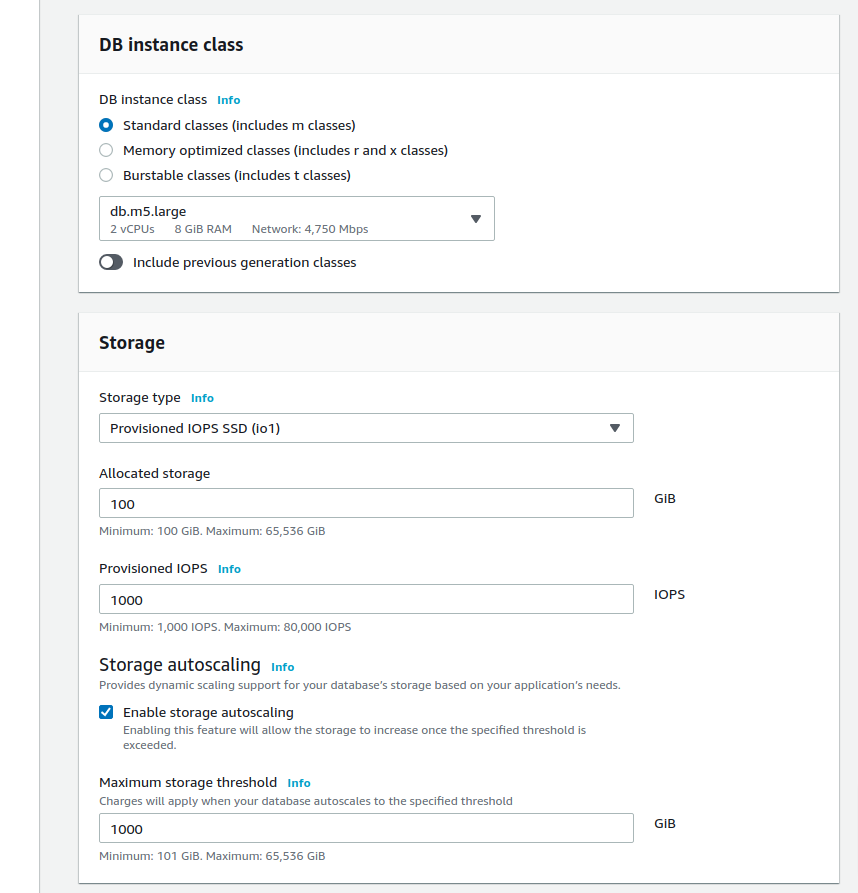 DB instance class
DB instance class Info
Standard classes (includes m classes)
Memory optimized classes (includes r and x classes)
Burstable classes (includes t classes)
db.m5.large
2 vCPUs 8 GiB RAM Network: 4,750 Mbps
Include previous generation classes
Storage
Storage type Info
Provisioned IOPS SSD (io1)
Allocated storage
100 GiB
Minimum: 100 GiB. Maximum: 65,536 GiB
Provisioned IOPS Info
1000 IOPS
Minimum: 1,000 IOPS. Maximum: 80,000 IOPS
Storage autoscaling Info
Provides dynamic scaling support for your database's storage based on your application's needs.
Enable storage autoscaling
Enabling this feature will allow the storage to increase once the specified threshold is
exceeded.
Maximum storage threshold Info
Charges will apply when your database autoscales to the specified threshold
1000 GiB
Minimum: 101 GiB. Maximum: 65,536 GiB